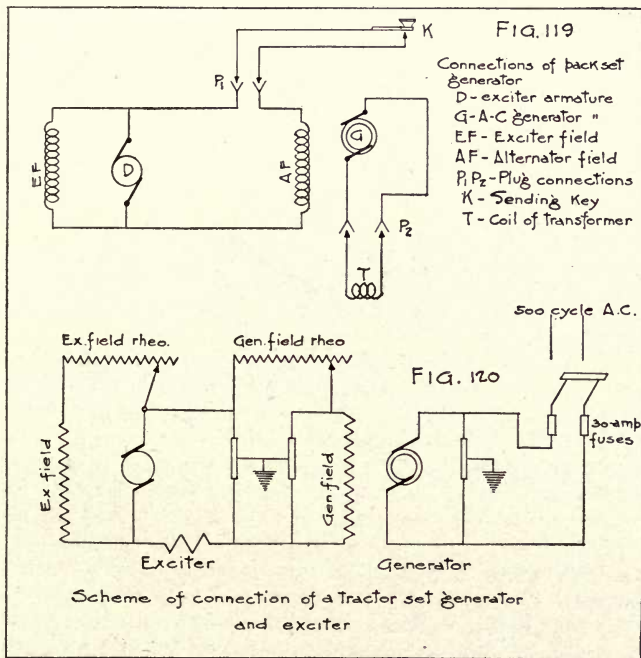 FIG. 119
K
Connections of pack set
generator
D - exciter armature
G - A-C generator "
EF - Exciter field
AF - Alternator field
P1 P2 - Plug connections
K - Sending Key
T - Coil of transformer
P1
EF
D
AF
G
P2
T
500 cycle A.C.
Ex. field rheo.
Gen. field rheo
FIG. 120
30-amp
fuses
Ex. field
Gen. field
Exciter
Generator
Scheme of connection of a tractor set generator
and exciter